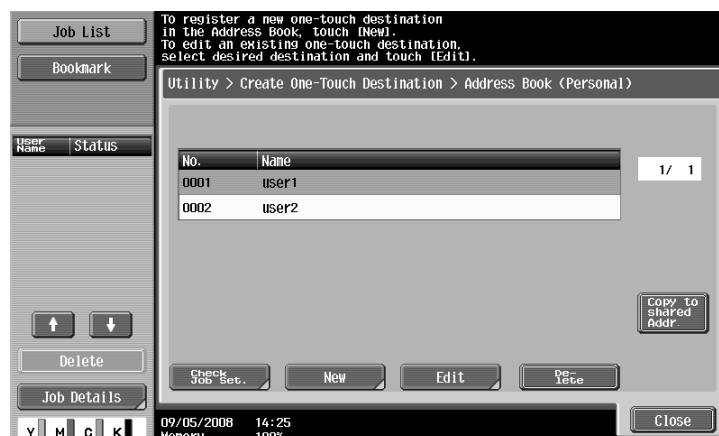 Job List
Bookmark
User Name Status
Delete
Job Details
Y M C K
To register a new one-touch destination
in the Address Book, touch [New].
To edit an existing one-touch destination,
select desired destination and touch [Edit].
Utility > Create One-Touch Destination > Address Book (Personal)
No. Name
0001 user1
0002 user2
1/ 1
Copy to
shared
Addr.
Check
Job Set.
New
Edit
De-
lete
09/05/2008 14:25
Memory 100%
Close